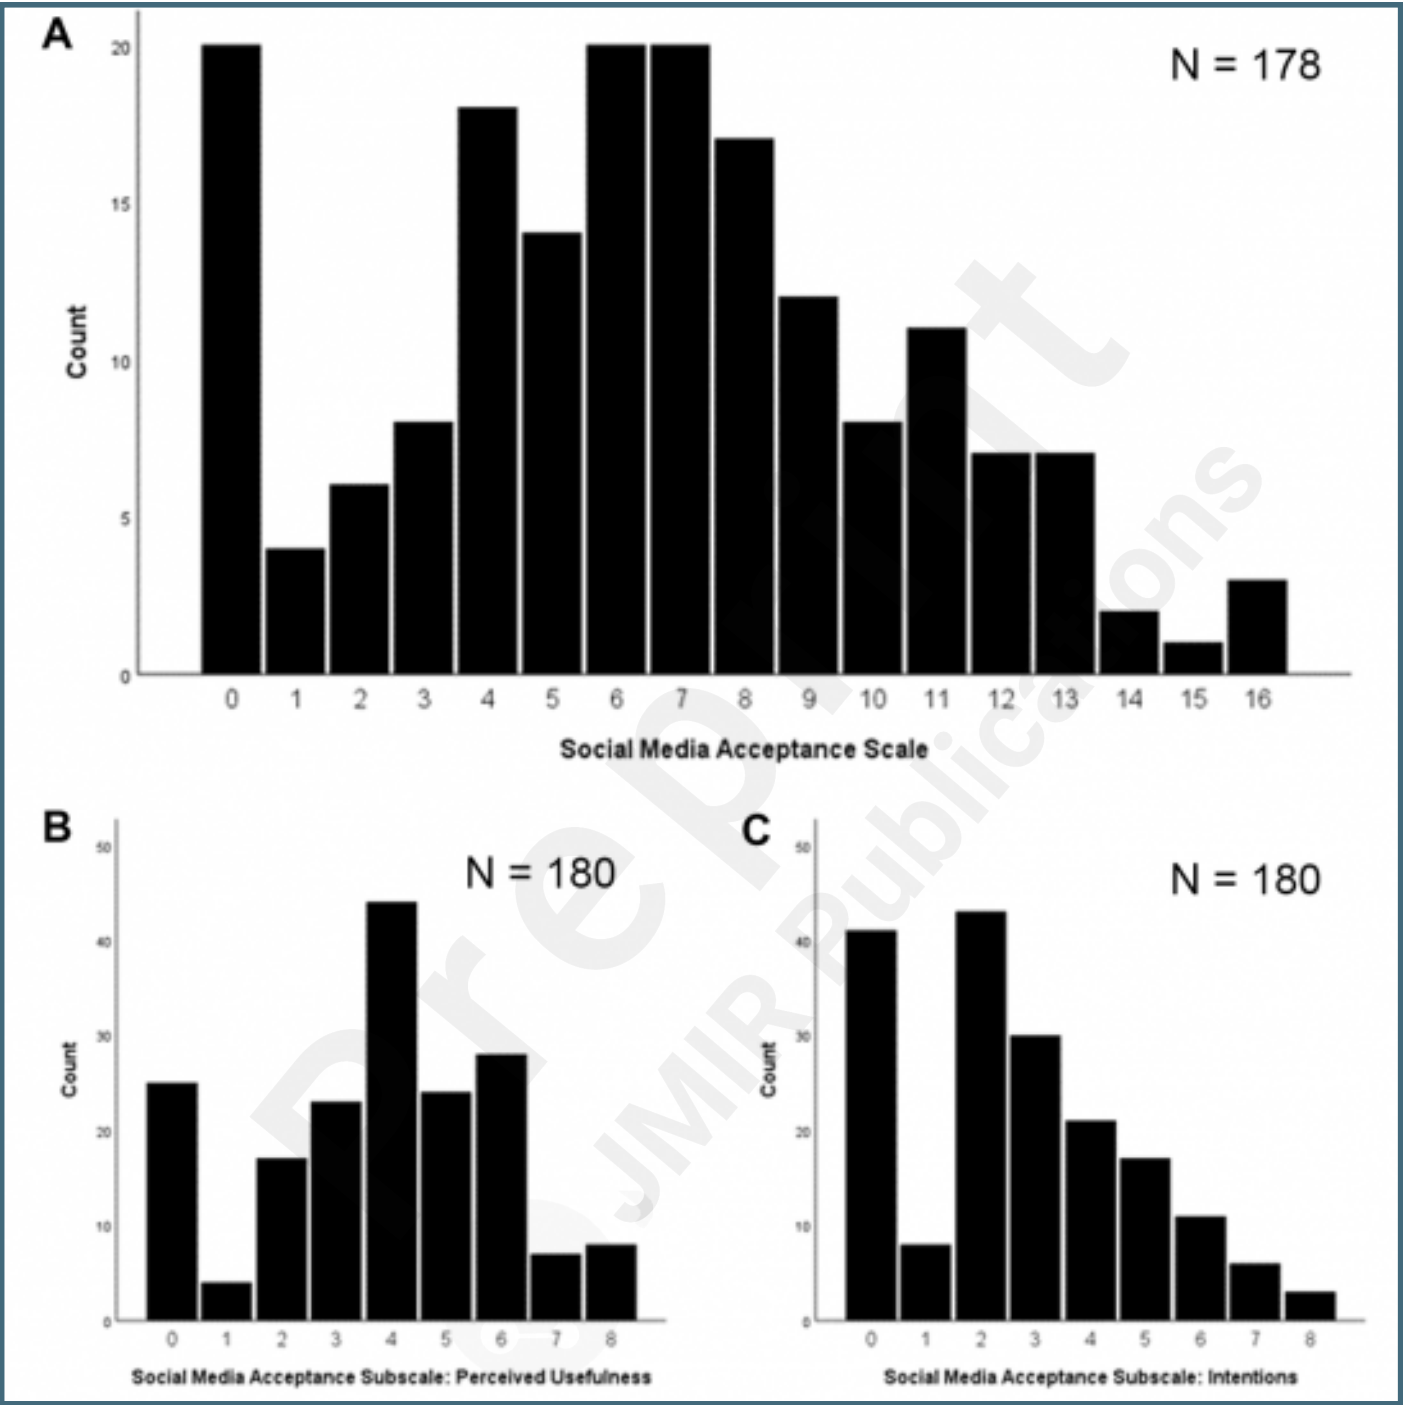 A
N = 178
20
15
10
5
0
Count
0 1 2 3 4 5 6 7 8 9 10 11 12 13 14 15 16
Social Media Acceptance Scale
B
N = 180
50
40
30
20
10
0
Count
0 1 2 3 4 5 6 7 8
Social Media Acceptance Subscale: Perceived Usefulness
C
N = 180
50
40
30
20
10
0
Count
0 1 2 3 4 5 6 7 8
Social Media Acceptance Subscale: Intentions
Preprint
JMIR Publications